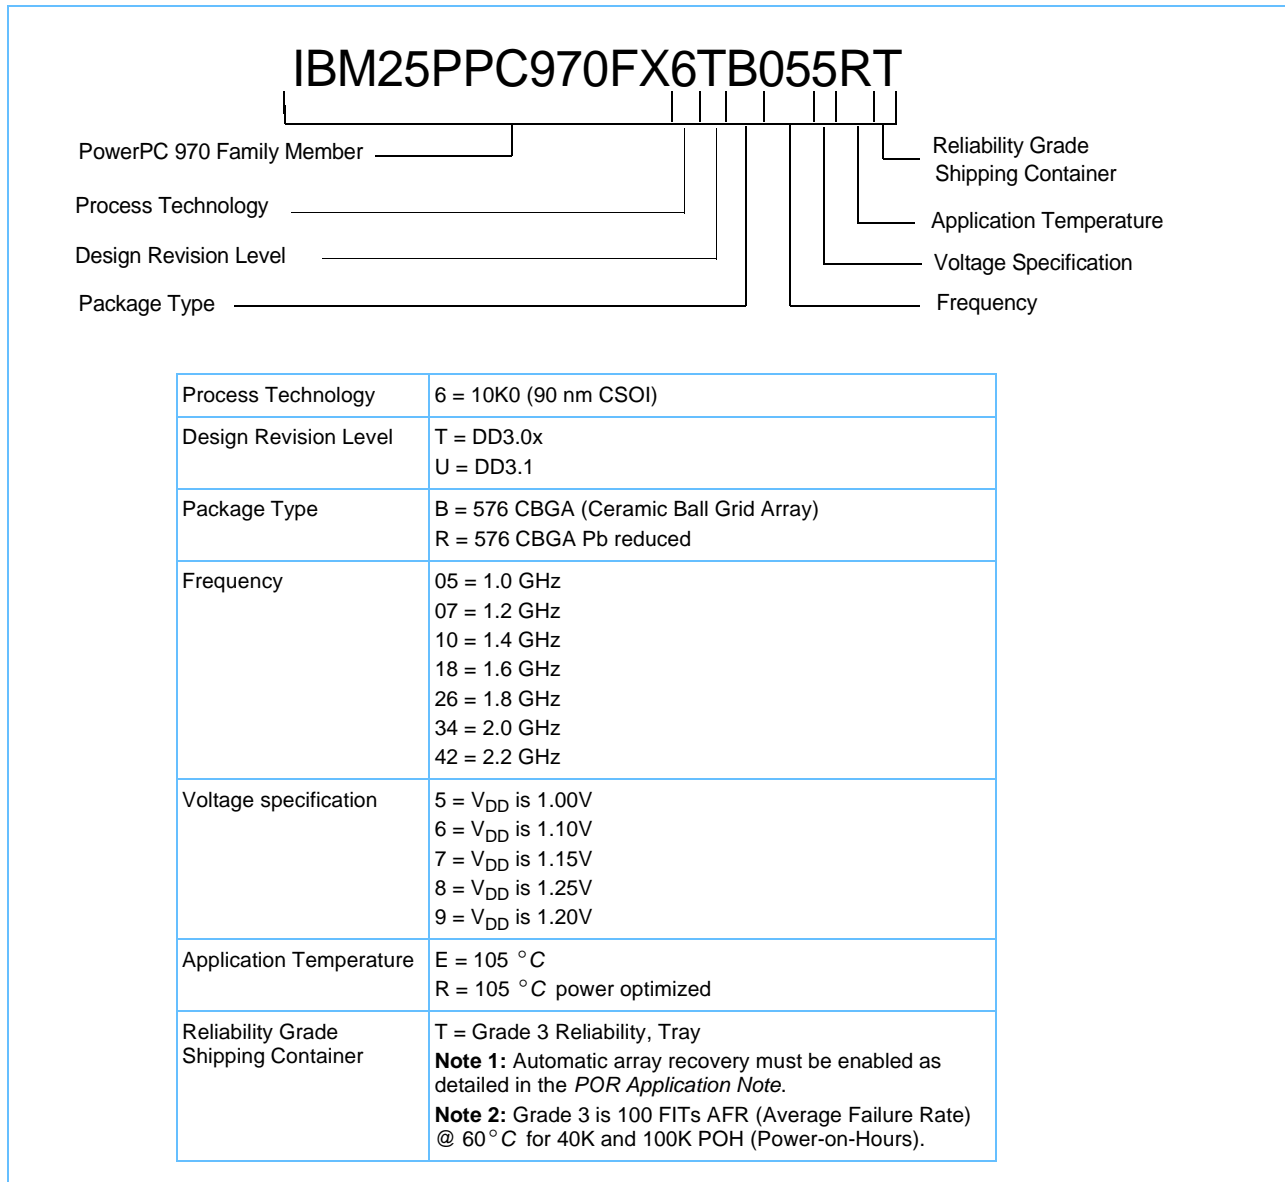 IBM25PPC970FX6TB055RT
PowerPC 970 Family Member
Process Technology
Design Revision Level
Package Type
Reliability Grade
Shipping Container
Application Temperature
Voltage Specification
Frequency
Process Technology 6 = 10K0 (90 nm CSOI)
Design Revision Level T = DD3.0x
U = DD3.1
Package Type B = 576 CBGA (Ceramic Ball Grid Array)
R = 576 CBGA Pb reduced
Frequency 05 = 1.0 GHz
07 = 1.2 GHz
10 = 1.4 GHz
18 = 1.6 GHz
26 = 1.8 GHz
34 = 2.0 GHz
42 = 2.2 GHz
Voltage specification 5 = VDD is 1.00V
6 = VDD is 1.10V
7 = VDD is 1.15V
8 = VDD is 1.25V
9 = VDD is 1.20V
Application Temperature E = 105 °C
R = 105 °C power optimized
Reliability Grade
Shipping Container
T = Grade 3 Reliability, Tray
Note 1: Automatic array recovery must be enabled as
detailed in the POR Application Note.
Note 2: Grade 3 is 100 FITs AFR (Average Failure Rate)
@ 60°C for 40K and 100K POH (Power-on-Hours).